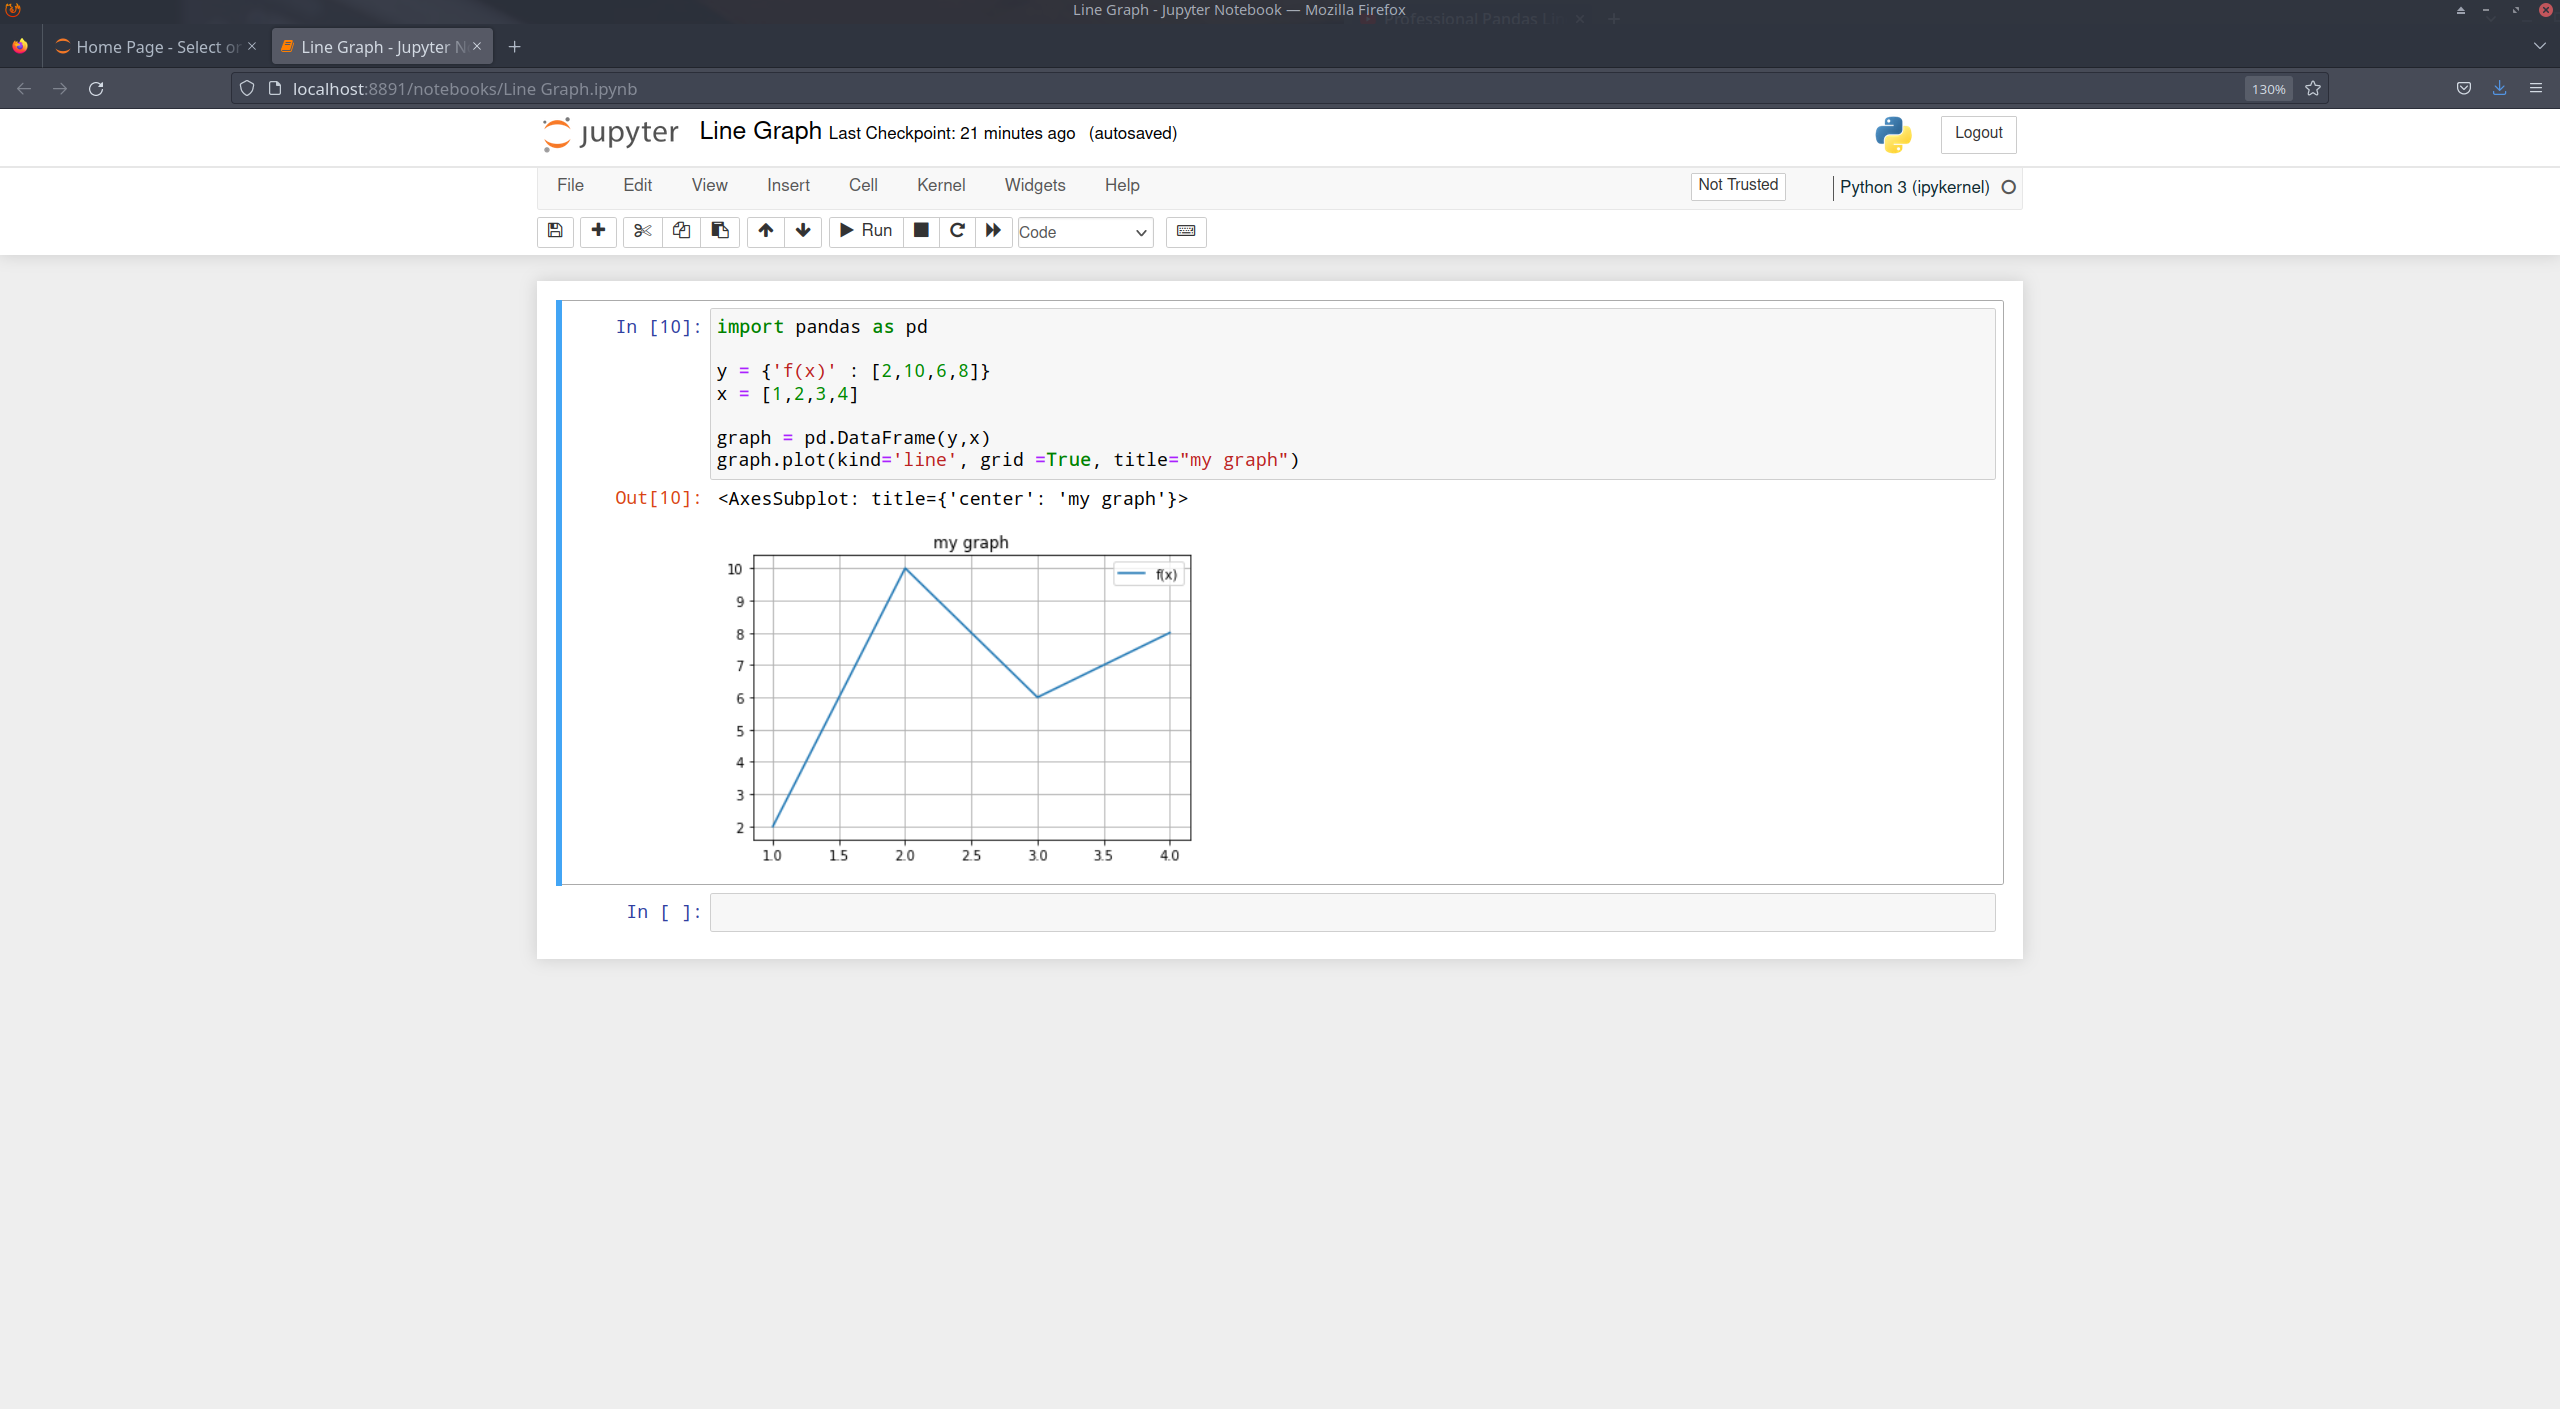 Line Graph - Jupyter Notebook — Mozilla Firefox
Home Page - Select or
Line Graph - Jupyter N
localhost:8891/notebooks/Line Graph.ipynb
130%
jupyter Line Graph Last Checkpoint: 21 minutes ago (autosaved)
Logout
File Edit View Insert Cell Kernel Widgets Help
Not Trusted
Python 3 (ipykernel)
Run
Code
In [10]: import pandas as pd
y = {'f(x)' : [2,10,6,8]}
x = [1,2,3,4]
graph = pd.DataFrame(y,x)
graph.plot(kind='line', grid =True, title="my graph")
Out[10]: <AxesSubplot: title={'center': 'my graph'}>
my graph
f(x)
10
9
8
7
6
5
4
3
2
1.0 1.5 2.0 2.5 3.0 3.5 4.0
In [ ]: